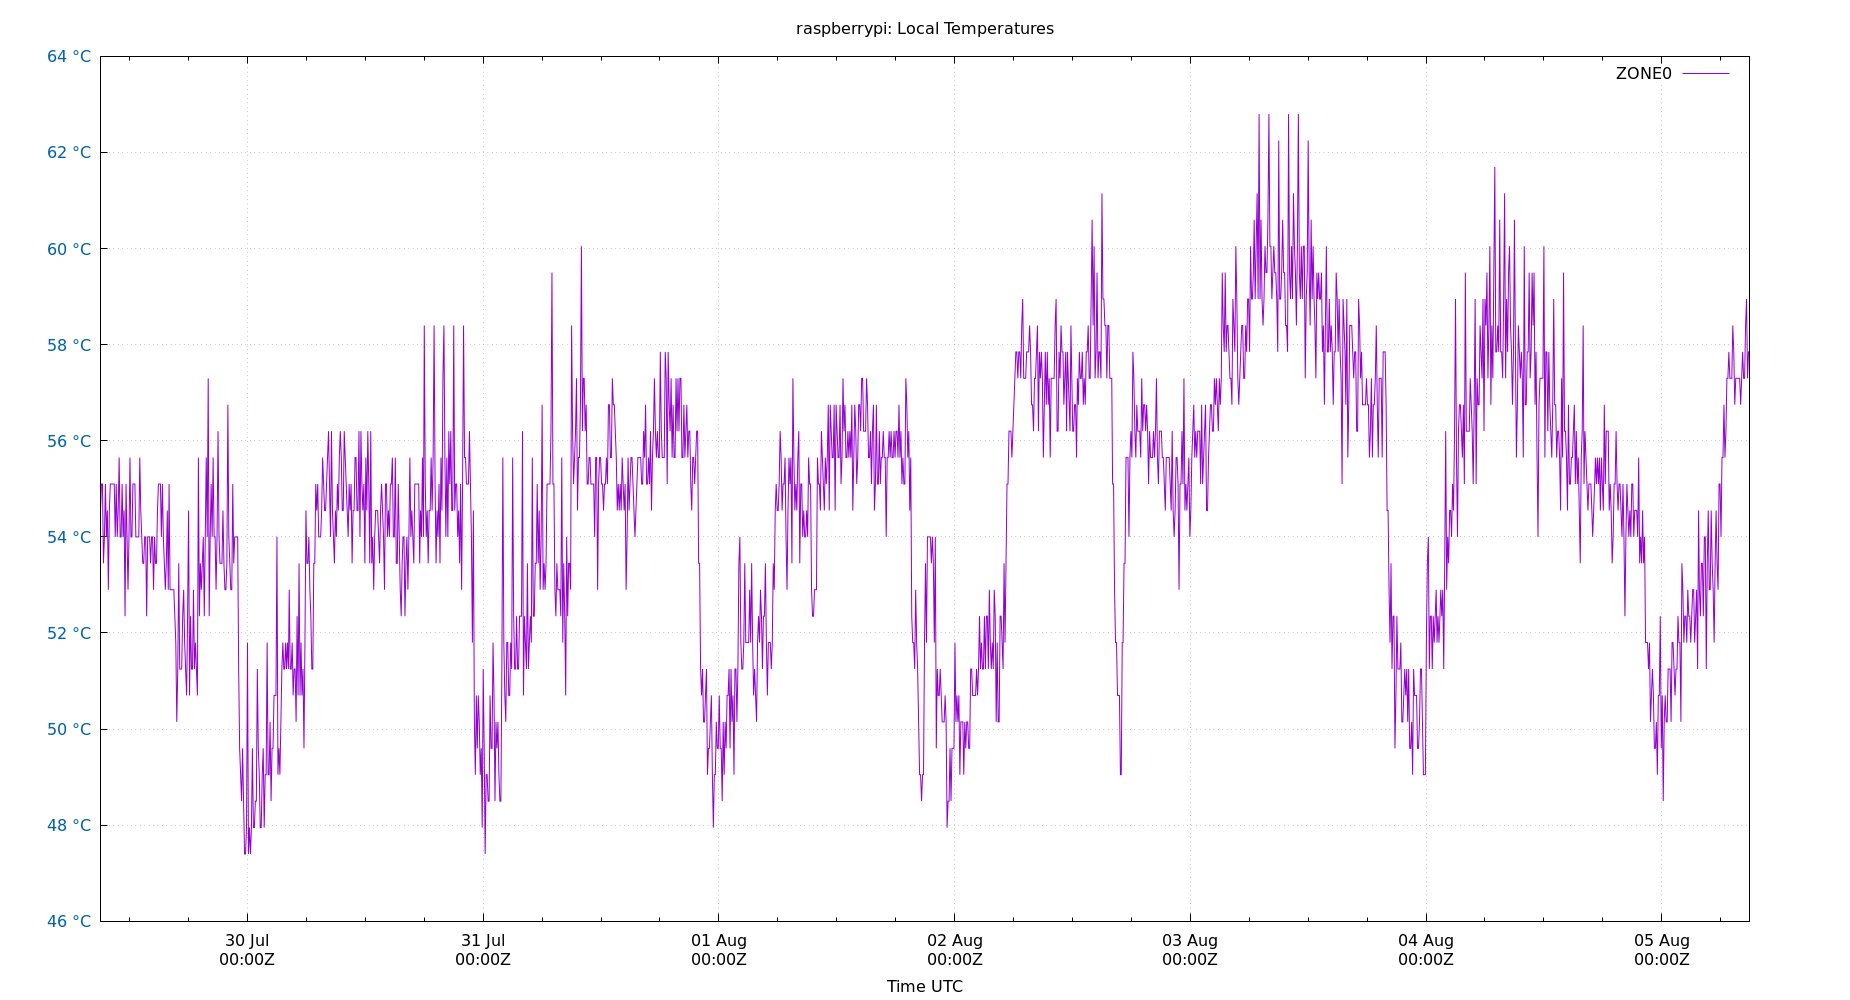 raspberrypi: Local Temperatures
64 °C
ZONE0
62 °C
60 °C
58 °C
56 °C
54 °C
52 °C
50 °C
48 °C
46 °C
30 Jul 31 Jul 01 Aug 02 Aug 03 Aug 04 Aug 05 Aug
00:00Z 00:00Z 00:00Z 00:00Z 00:00Z 00:00Z 00:00Z
Time UTC